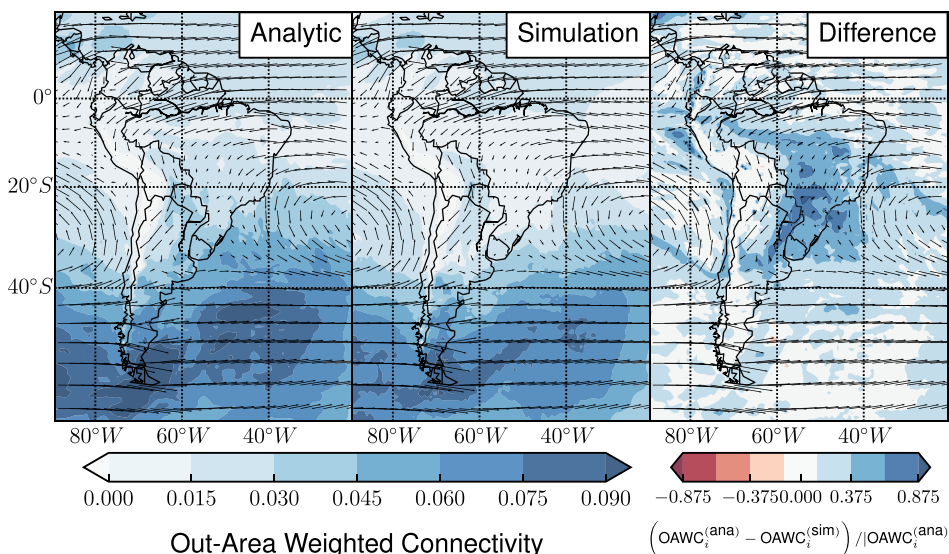 Analytic Simulation Difference
0°
20°S
40°S
80°W 60°W 40°W 80°W 60°W 40°W 80°W 60°W 40°W
0.000 0.015 0.030 0.045 0.060 0.075 0.090 −0.875 −0.375 0.000 0.375 0.875
Out-Area Weighted Connectivity (OAWC_i^(ana) − OAWC_i^(sim)) /|OAWC_i^(ana)